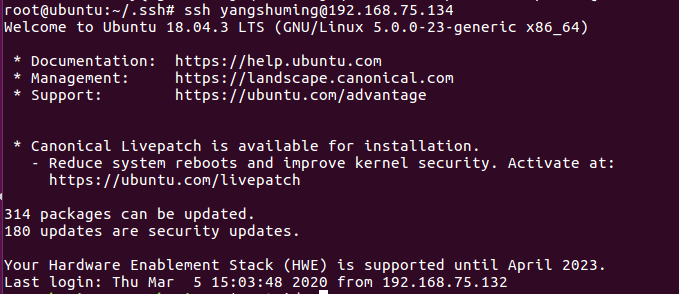 root@ubuntu:~/.ssh# ssh yangshuming@192.168.75.134
Welcome to Ubuntu 18.04.3 LTS (GNU/Linux 5.0.0-23-generic x86_64)
* Documentation: https://help.ubuntu.com
* Management: https://landscape.canonical.com
* Support: https://ubuntu.com/advantage
* Canonical Livepatch is available for installation.
- Reduce system reboots and improve kernel security. Activate at:
https://ubuntu.com/livepatch
314 packages can be updated.
180 updates are security updates.
Your Hardware Enablement Stack (HWE) is supported until April 2023.
Last login: Thu Mar 5 15:03:48 2020 from 192.168.75.132